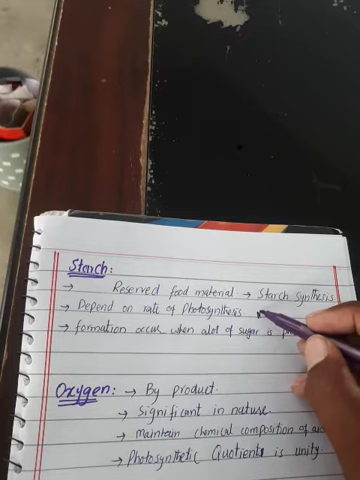 Starch:
→ Reserved food material → Starch synthesis
→ Depend on rate of Photosynthesis
→ formation occurs when alot of sugar is
Oxygen: → By product.
→ Significant in nature.
→ maintain chemical composition of
→ Photosynthetic Quotient is unity